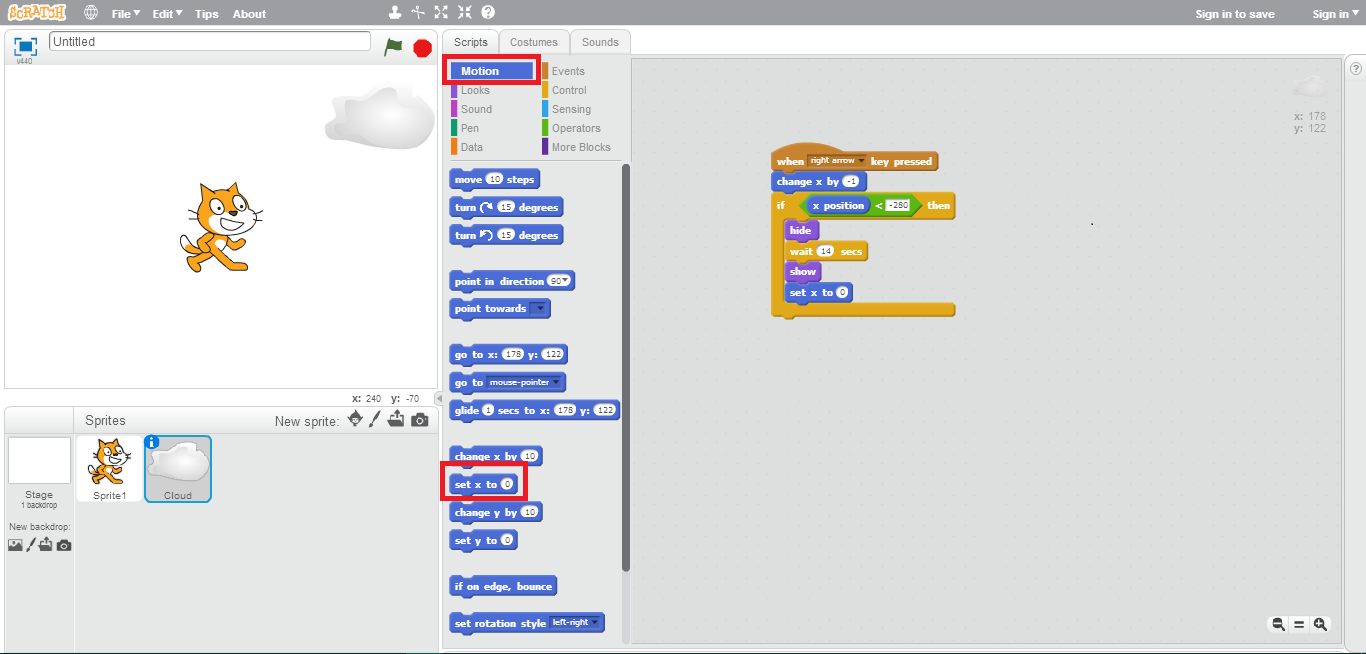 SCRATCH File Edit Tips About Sign in to save Sign in
Untitled
v440
Scripts Costumes Sounds
Motion Events
Looks Control
Sound Sensing
Pen Operators
Data More Blocks
move 10 steps
turn 15 degrees
turn 15 degrees
point in direction 90
point towards
go to x: 178 y: 122
go to mouse-pointer
glide 1 secs to x: 178 y: 122
change x by 10
set x to 0
change y by 10
set y to 0
if on edge, bounce
set rotation style left-right
when right arrow key pressed
change x by -1
if x position < -280 then
hide
wait 14 secs
show
set x to 0
x: 178
y: 122
x: 240 y: -70
Sprites New sprite:
Stage
1 backdrop
New backdrop:
Sprite1
Cloud